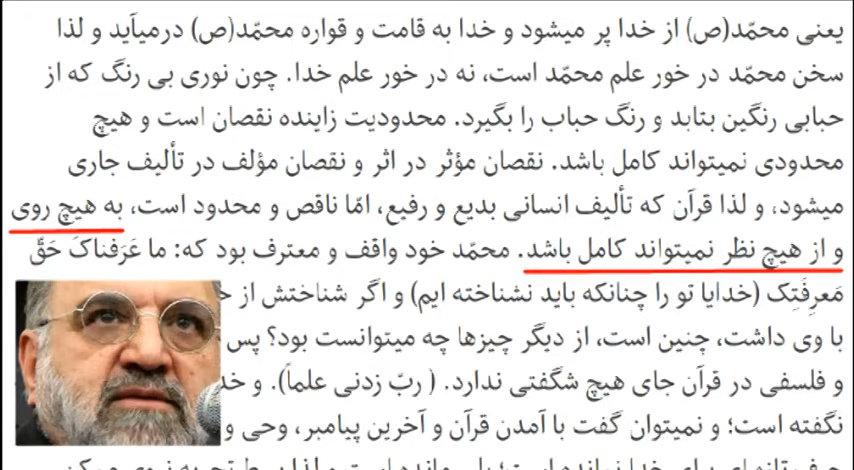 یعنی محمّد(ص) از خدا پر میشود و خدا به قامت و قواره محمّد(ص) درمیآید و لذا
سخن محمّد در خور علم محمّد است، نه در خور علم خدا. چون نوری بی رنگ که از
حبابی رنگین بتابد و رنگ حباب را بگیرد. محدودیت زاینده نقصان است و هیچ
محدودی نمیتواند کامل باشد. نقصان مؤثر در اثر و نقصان مؤلف در تألیف جاری
میشود، و لذا قرآن که تألیف انسانی بدیع و رفیع، امّا ناقص و محدود است، به هیچ روی
و از هیچ نظر نمیتواند کامل باشد. محمّد خود واقف و معترف بود که: ما عَرَفناکَ حَقّ
مَعرِفَتِک (خدایا تو را چنانکه باید نشناخته ایم) و اگر شناختش از
با وی داشت، چنین است، از دیگر چیزها چه میتوانست بود؟ پس
و فلسفی در قرآن جای هیچ شگفتی ندارد. ( ربّ زدنی علماً). و
نگفته است؛ و نمیتوان گفت با آمدن قرآن و آخرین پیامبر، وحی و